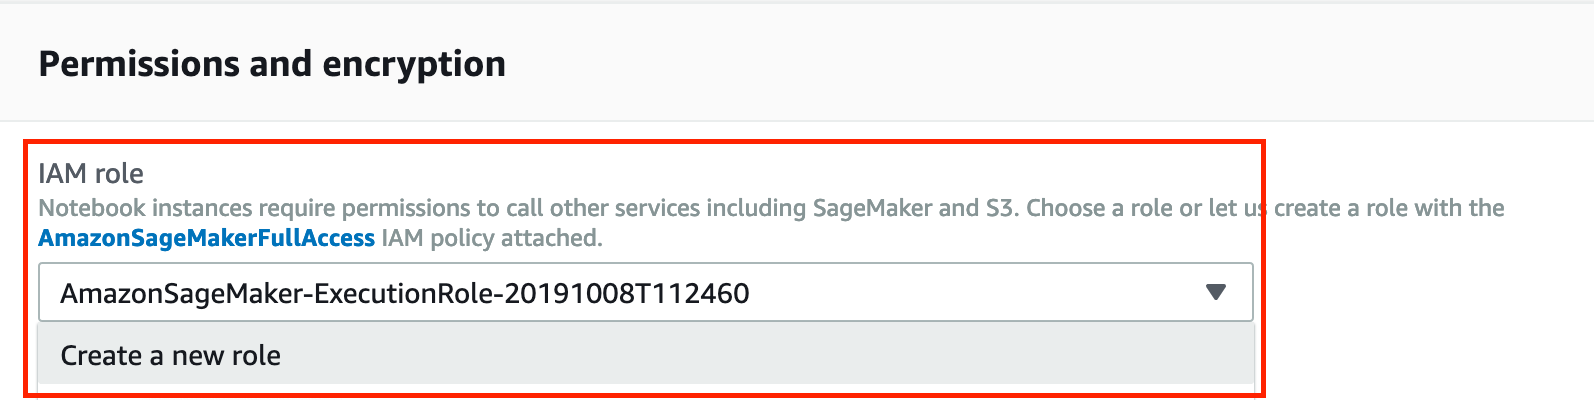 Permissions and encryption
IAM role
Notebook instances require permissions to call other services including SageMaker and S3. Choose a role or let us create a role with the
AmazonSageMakerFullAccess IAM policy attached.
AmazonSageMaker-ExecutionRole-20191008T112460
Create a new role